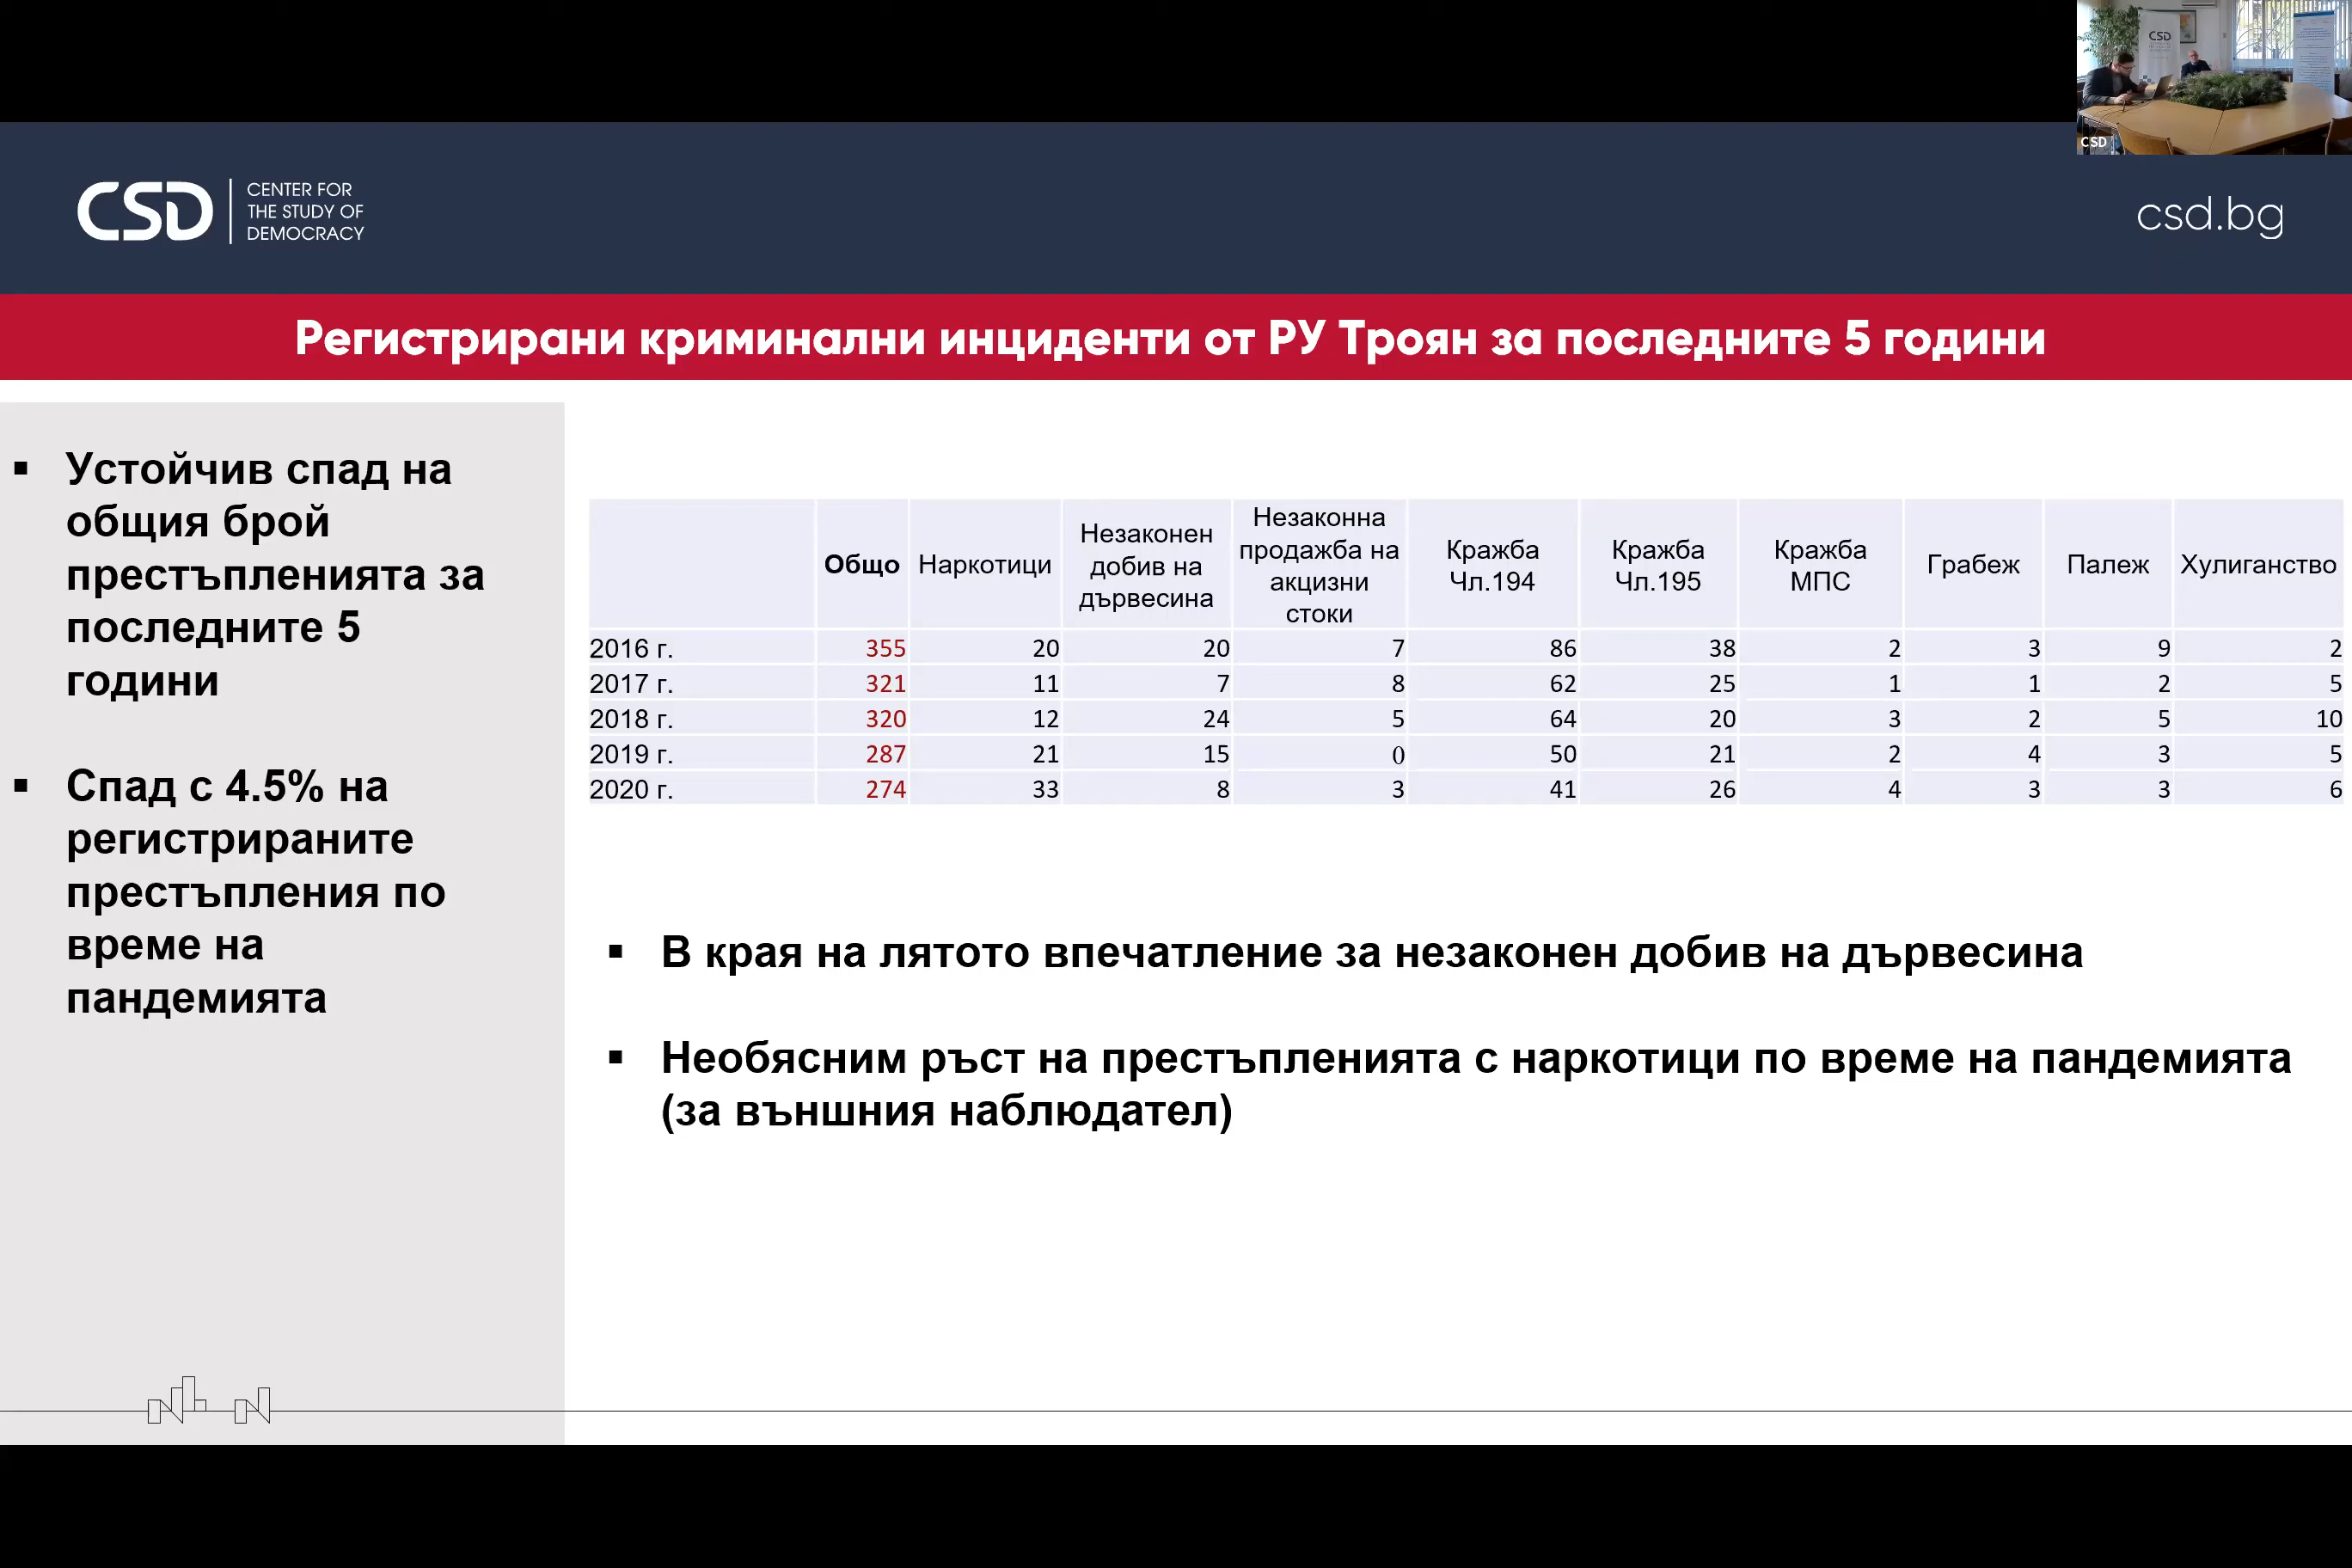 CSD
CSD
CSD
CENTER FOR
THE STUDY OF
DEMOCRACY
csd.bg
Регистрирани криминални инциденти от РУ Троян за последните 5 години
▪ Устойчив спад на
общия брой
престъпленията за
последните 5
години
▪ Спад с 4.5% на
регистрираните
престъпления по
време на
пандемията
Общо Наркотици Незаконен добив на дървесина Незаконна продажба на акцизни стоки Кражба Чл.194 Кражба Чл.195 Кражба МПС Грабеж Палеж Хулиганство
2016 г. 355 20 20 7 86 38 2 3 9 2
2017 г. 321 11 7 8 62 25 1 1 2 5
2018 г. 320 12 24 5 64 20 3 2 5 10
2019 г. 287 21 15 0 50 21 2 4 3 5
2020 г. 274 33 8 3 41 26 4 3 3 6
▪ В края на лятото впечатление за незаконен добив на дървесина
▪ Необясним ръст на престъпленията с наркотици по време на пандемията
(за външния наблюдател)